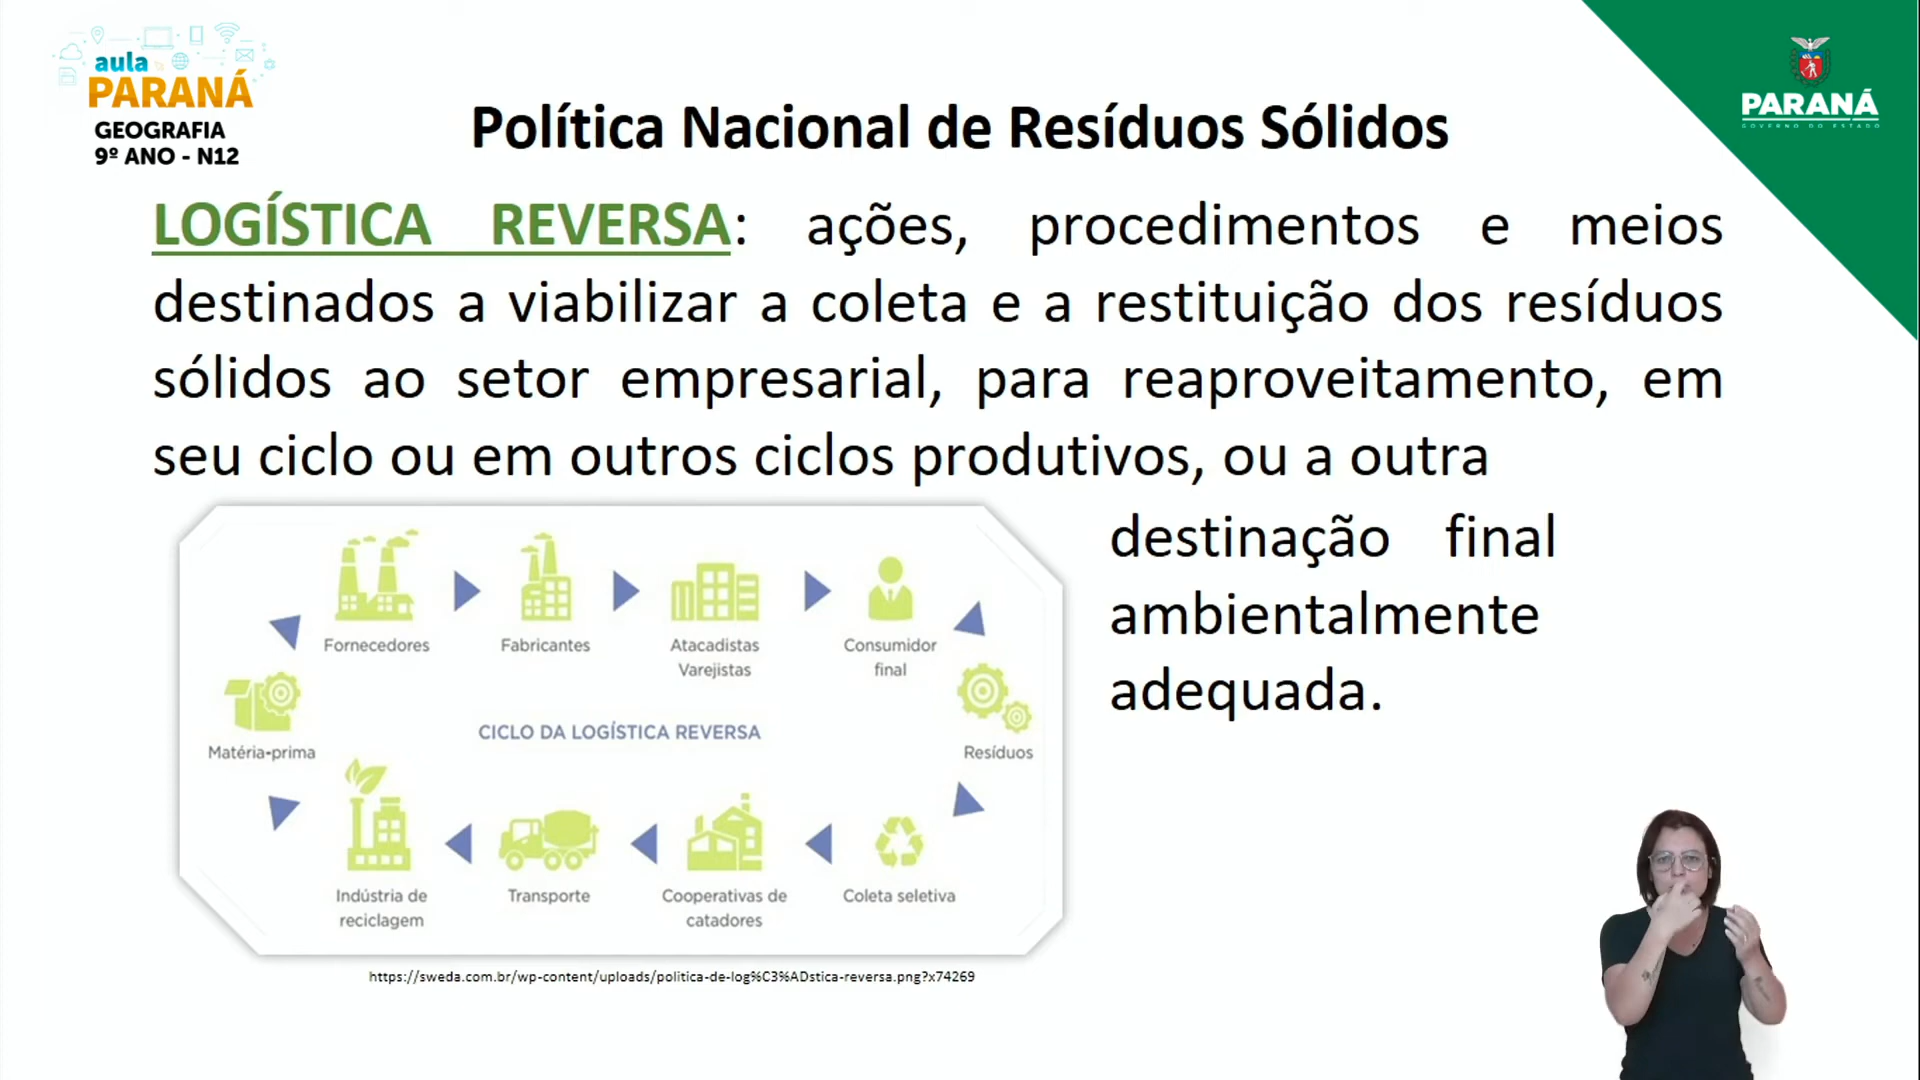 aula
PARANÁ
GEOGRAFIA
9º ANO - N12
PARANÁ
GOVERNO DO ESTADO
Política Nacional de Resíduos Sólidos
LOGÍSTICA REVERSA: ações, procedimentos e meios
destinados a viabilizar a coleta e a restituição dos resíduos
sólidos ao setor empresarial, para reaproveitamento, em
seu ciclo ou em outros ciclos produtivos, ou a outra
destinação final
ambientalmente
adequada.
Fornecedores
Fabricantes
Atacadistas
Varejistas
Consumidor
final
Matéria-prima
CICLO DA LOGÍSTICA REVERSA
Resíduos
Indústria de
reciclagem
Transporte
Cooperativas de
catadores
Coleta seletiva
https://sweda.com.br/wp-content/uploads/politica-de-log%C3%ADstica-reversa.png?x74269